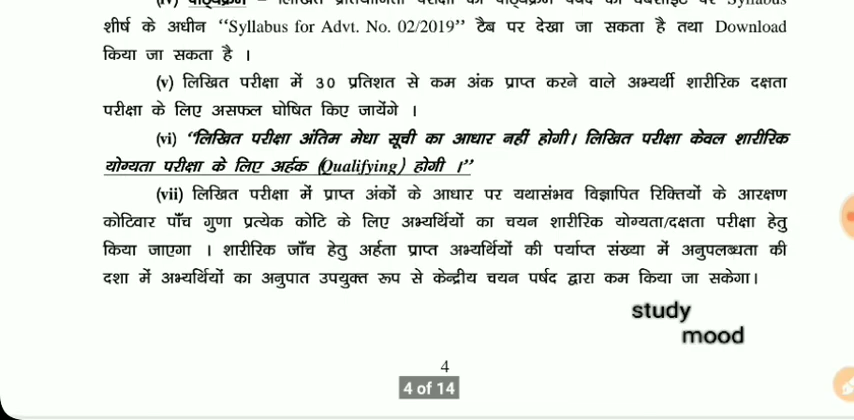 शीर्ष के अधीन ‘‘Syllabus for Advt. No. 02/2019’’ टैब पर देखा जा सकता है तथा Download
किया जा सकता है ।
(v) लिखित परीक्षा में 30 प्रतिशत से कम अंक प्राप्त करने वाले अभ्यर्थी शारीरिक दक्षता
परीक्षा के लिए असफल घोषित किए जायेंगे ।
(vi) ‘‘लिखित परीक्षा अंतिम मेधा सूची का आधार नहीं होगी। लिखित परीक्षा केवल शारीरिक
योग्यता परीक्षा के लिए अर्हक (Qualifying) होगी ।’’
(vii) लिखित परीक्षा में प्राप्त अंकों के आधार पर यथासंभव विज्ञापित रिक्तियों के आरक्षण
कोटिवार पाँच गुणा प्रत्येक कोटि के लिए अभ्यर्थियों का चयन शारीरिक योग्यता/दक्षता परीक्षा हेतु
किया जाएगा । शारीरिक जाँच हेतु अर्हता प्राप्त अभ्यर्थियों की पर्याप्त संख्या में अनुपलब्धता की
दशा में अभ्यर्थियों का अनुपात उपयुक्त रूप से केन्द्रीय चयन पर्षद द्वारा कम किया जा सकेगा।
study
mood
4
4 of 14